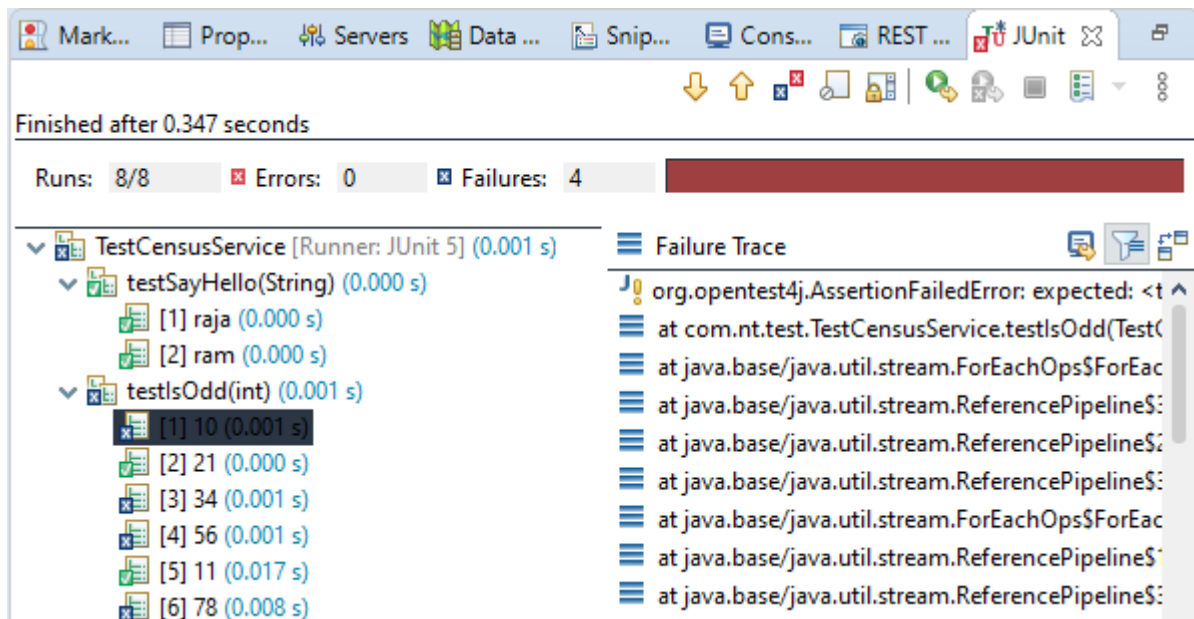 Mark... Prop... Servers Data ... Snip... Cons... REST ... JUnit
Finished after 0.347 seconds
Runs: 8/8 Errors: 0 Failures: 4
TestCensusService [Runner: JUnit 5] (0.001 s)
testSayHello(String) (0.000 s)
[1] raja (0.000 s)
[2] ram (0.000 s)
testIsOdd(int) (0.001 s)
[1] 10 (0.001 s)
[2] 21 (0.000 s)
[3] 34 (0.001 s)
[4] 56 (0.001 s)
[5] 11 (0.017 s)
[6] 78 (0.008 s)
Failure Trace
org.opentest4j.AssertionFailedError: expected: <t
at com.nt.test.TestCensusService.testIsOdd(Test
at java.base/java.util.stream.ForEachOps$ForEac
at java.base/java.util.stream.ReferencePipeline$3
at java.base/java.util.stream.ReferencePipeline$2
at java.base/java.util.stream.ReferencePipeline$3
at java.base/java.util.stream.ForEachOps$ForEac
at java.base/java.util.stream.ReferencePipeline$1
at java.base/java.util.stream.ReferencePipeline$3